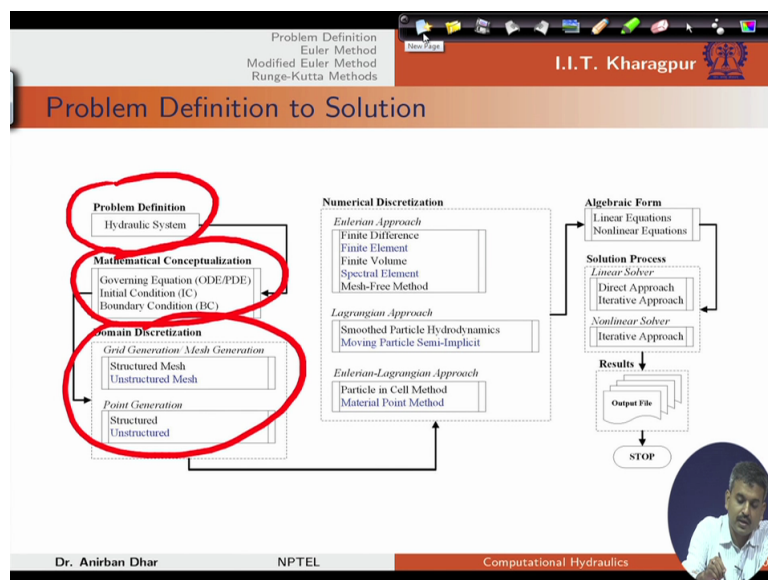 Problem Definition
Euler Method
Modified Euler Method
Runge-Kutta Methods
New Page
I.I.T. Kharagpur
Problem Definition to Solution
Problem Definition
Hydraulic System
Mathematical Conceptualization
Governing Equation (ODE/PDE)
Initial Condition (IC)
Boundary Condition (BC)
Domain Discretization
Grid Generation/ Mesh Generation
Structured Mesh
Unstructured Mesh
Point Generation
Structured
Unstructured
Numerical Discretization
Eulerian Approach
Finite Difference
Finite Element
Finite Volume
Spectral Element
Mesh-Free Method
Lagrangian Approach
Smoothed Particle Hydrodynamics
Moving Particle Semi-Implicit
Eulerian-Lagrangian Approach
Particle in Cell Method
Material Point Method
Algebraic Form
Linear Equations
Nonlinear Equations
Solution Process
Linear Solver
Direct Approach
Iterative Approach
Nonlinear Solver
Iterative Approach
Results
Output File
STOP
Dr. Anirban Dhar
NPTEL
Computational Hydraulics